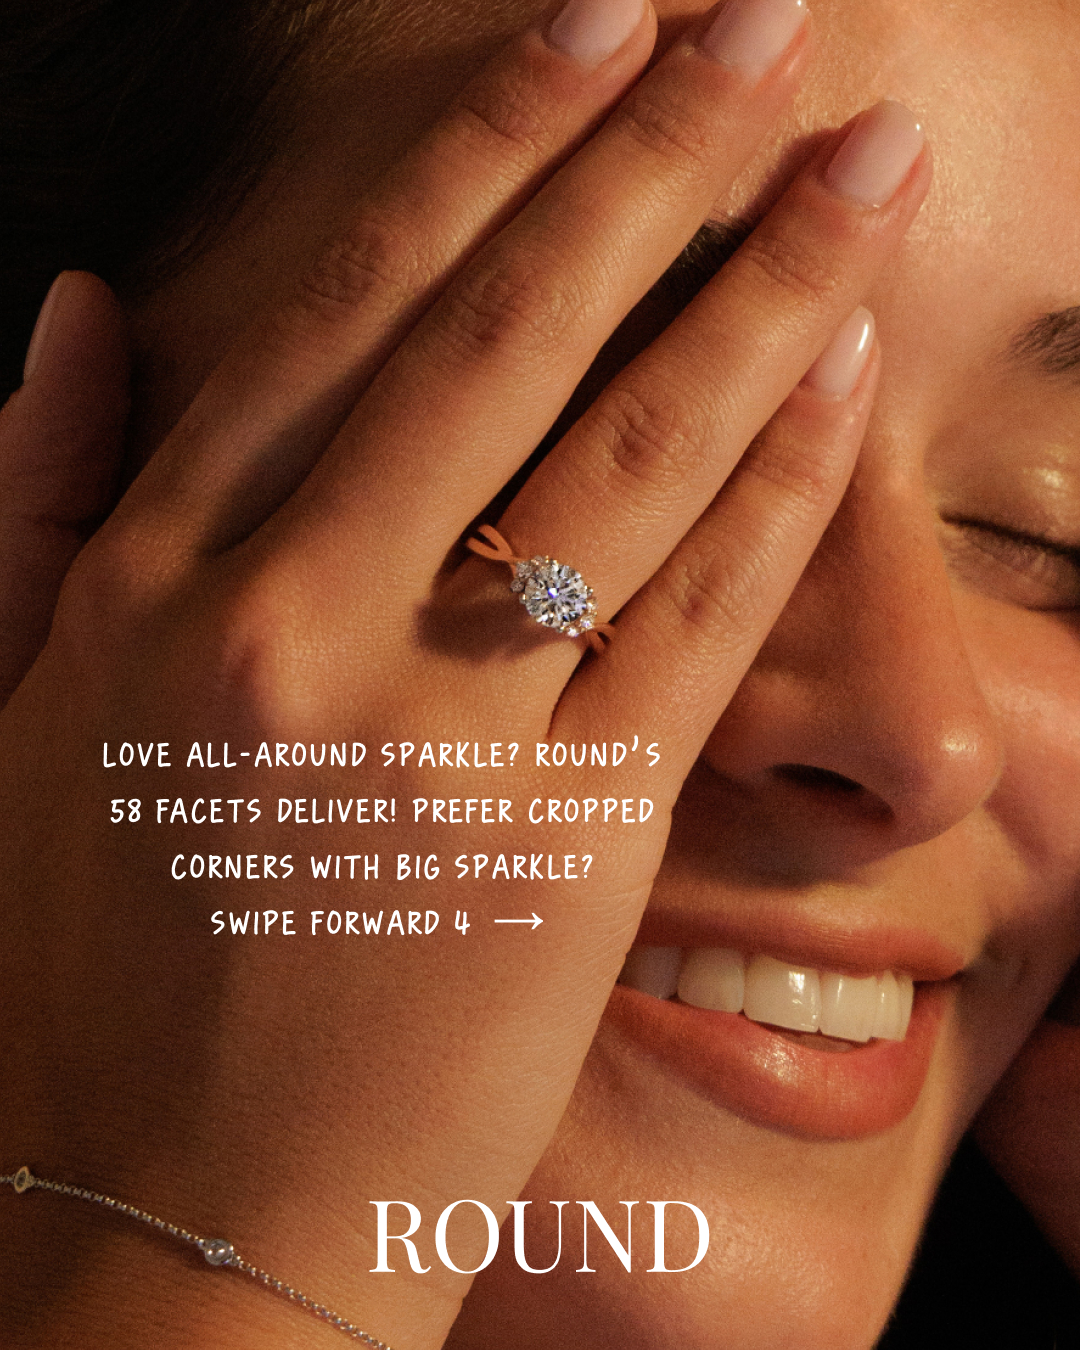 LOVE ALL-AROUND SPARKLE? ROUND'S
58 FACETS DELIVER! PREFER CROPPED
CORNERS WITH BIG SPARKLE?
SWIPE FORWARD 4 →
ROUND